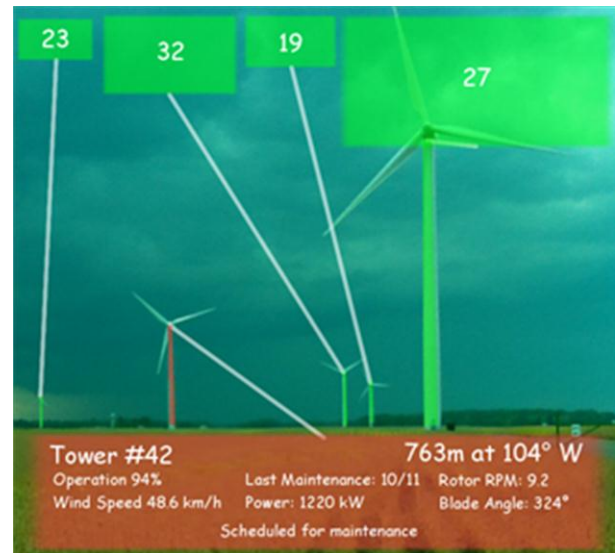 23
32
19
27
Tower #42 763m at 104° W
Operation 94% Last Maintenance: 10/11 Rotor RPM: 9.2
Wind Speed 48.6 km/h Power: 1220 kW Blade Angle: 324°
Scheduled for maintenance